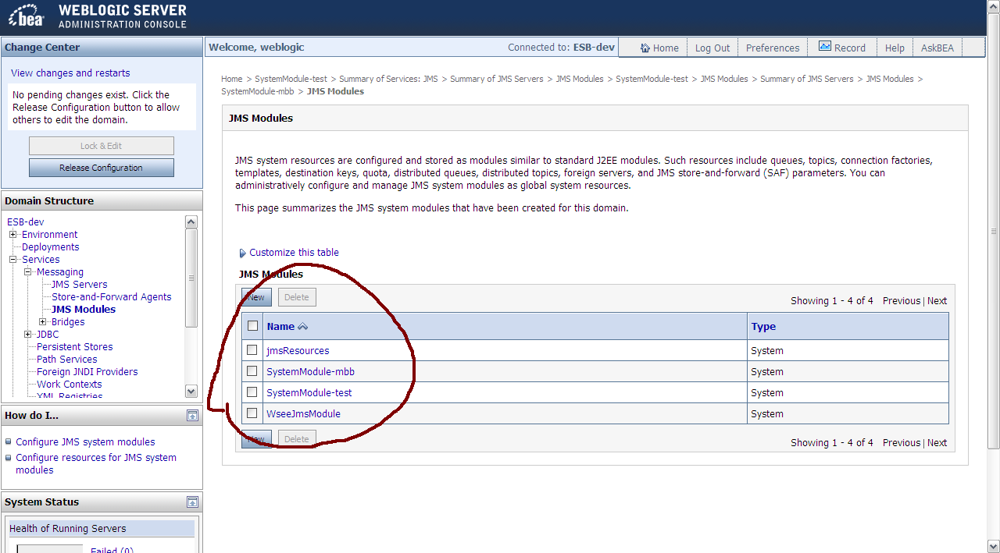 bea WEBLOGIC SERVER
ADMINISTRATION CONSOLE
Change Center
View changes and restarts
No pending changes exist. Click the
Release Configuration button to allow
others to edit the domain.
Lock & Edit
Release Configuration
Domain Structure
ESB-dev
Environment
Deployments
Services
Messaging
JMS Servers
Store-and-Forward Agents
JMS Modules
Bridges
JDBC
Persistent Stores
Path Services
Foreign JNDI Providers
Work Contexts
XML Registries
How do I...
Configure JMS system modules
Configure resources for JMS system
modules
System Status
Health of Running Servers
Failed (0)
Welcome, weblogic Connected to: ESB-dev Home Log Out Preferences Record Help AskBEA
Home > SystemModule-test > Summary of Services: JMS > Summary of JMS Servers > JMS Modules > SystemModule-test > JMS Modules > Summary of JMS Servers > JMS Modules >
SystemModule-mbb > JMS Modules
JMS Modules
JMS system resources are configured and stored as modules similar to standard J2EE modules. Such resources include queues, topics, connection factories,
templates, destination keys, quota, distributed queues, distributed topics, foreign servers, and JMS store-and-forward (SAF) parameters. You can
administratively configure and manage JMS system modules as global system resources.
This page summarizes the JMS system modules that have been created for this domain.
Customize this table
JMS Modules
New Delete Showing 1 - 4 of 4 Previous | Next
Name Type
jmsResources System
SystemModule-mbb System
SystemModule-test System
WseeJmsModule System
New Delete Showing 1 - 4 of 4 Previous | Next